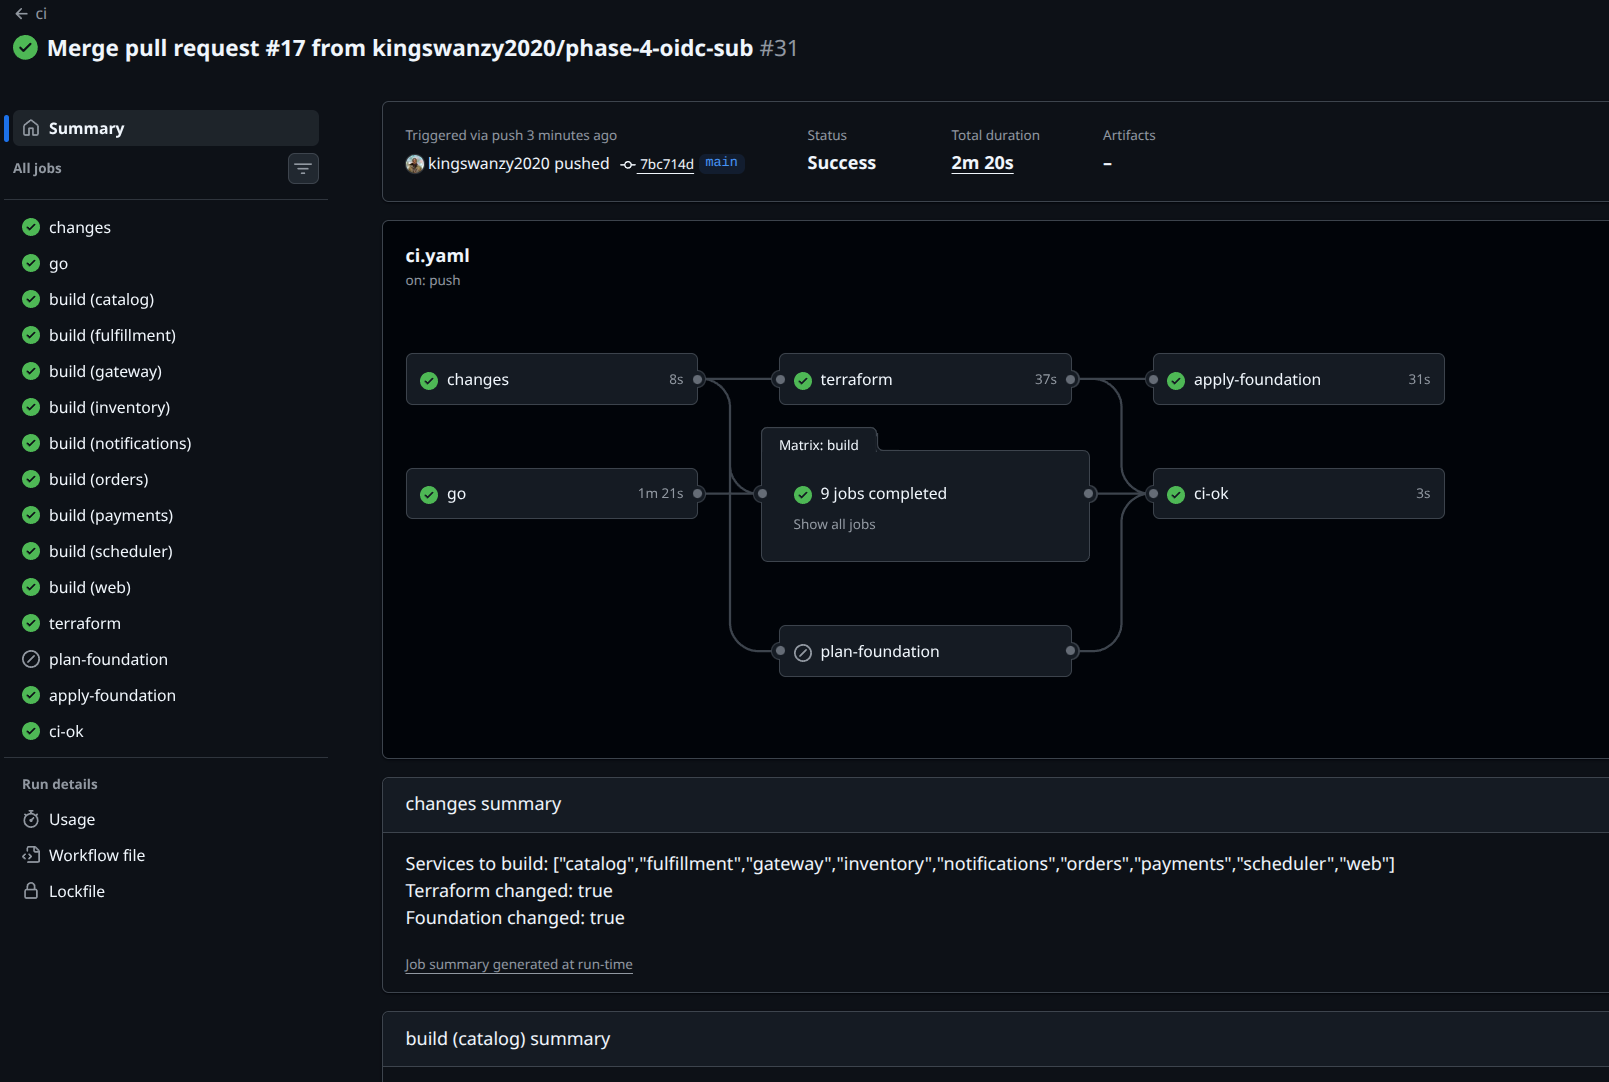 ci
Merge pull request #17 from kingswanzy2020/phase-4-oidc-sub #31
Summary
All jobs
changes
go
build (catalog)
build (fulfillment)
build (gateway)
build (inventory)
build (notifications)
build (orders)
build (payments)
build (scheduler)
build (web)
terraform
plan-foundation
apply-foundation
ci-ok
Run details
Usage
Workflow file
Lockfile
Triggered via push 3 minutes ago
kingswanzy2020 pushed 7bc714d main
Status
Success
Total duration
2m 20s
Artifacts
–
ci.yaml
on: push
changes 8s
terraform 37s
apply-foundation 31s
Matrix: build
go 1m 21s
9 jobs completed
Show all jobs
ci-ok 3s
plan-foundation
changes summary
Services to build: ["catalog","fulfillment","gateway","inventory","notifications","orders","payments","scheduler","web"]
Terraform changed: true
Foundation changed: true
Job summary generated at run-time
build (catalog) summary